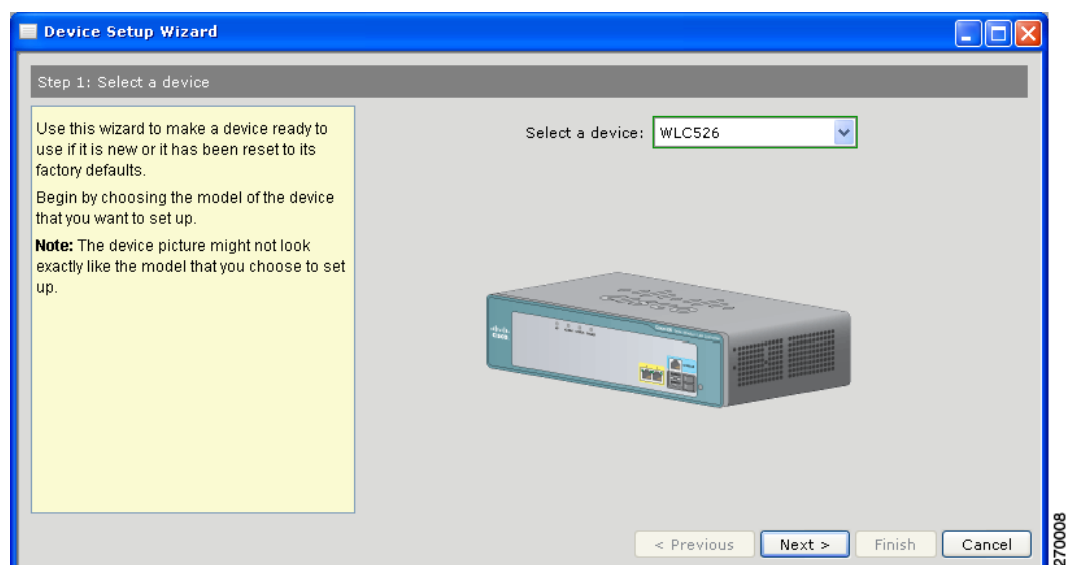 Device Setup Wizard
Step 1: Select a device
Use this wizard to make a device ready to
use if it is new or it has been reset to its
factory defaults.
Begin by choosing the model of the device
that you want to set up.
Note: The device picture might not look
exactly like the model that you choose to set
up.
Select a device: WLC526
CISCO
< Previous Next > Finish Cancel
270008